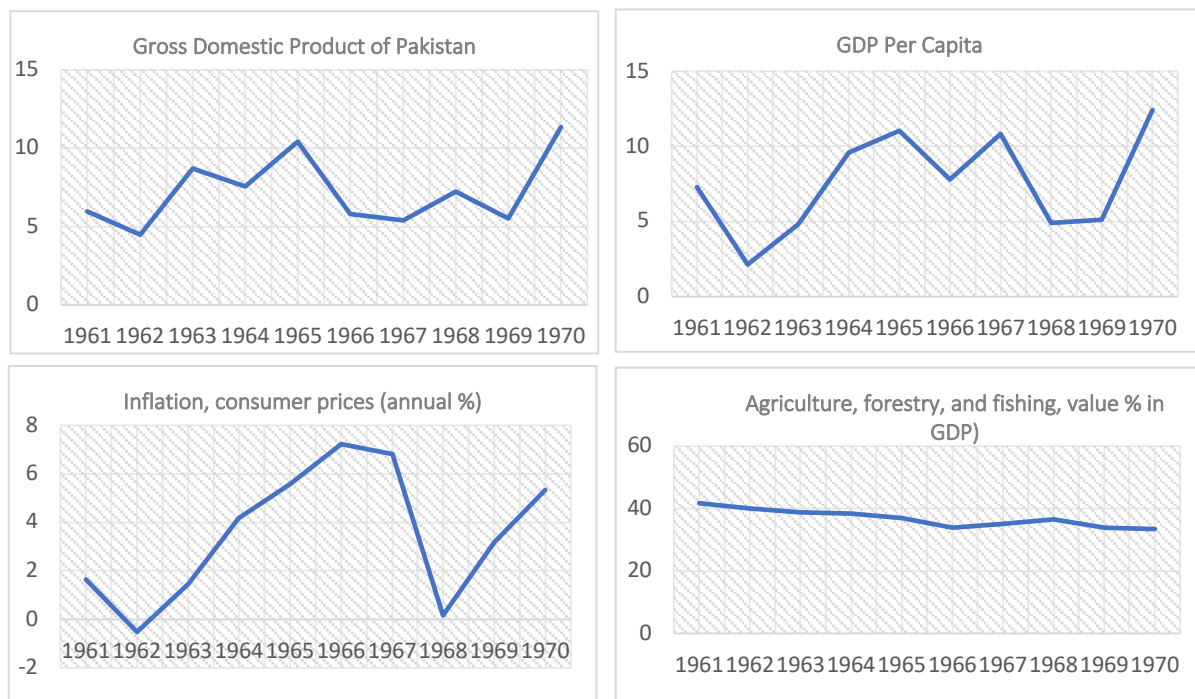 Gross Domestic Product of Pakistan
15
10
5
0
1961 1962 1963 1964 1965 1966 1967 1968 1969 1970
GDP Per Capita
15
10
5
0
1961 1962 1963 1964 1965 1966 1967 1968 1969 1970
Inflation, consumer prices (annual %)
8
6
4
2
0
1961 1962 1963 1964 1965 1966 1967 1968 1969 1970
-2
Agriculture, forestry, and fishing, value % in
GDP)
60
40
20
0
1961 1962 1963 1964 1965 1966 1967 1968 1969 1970